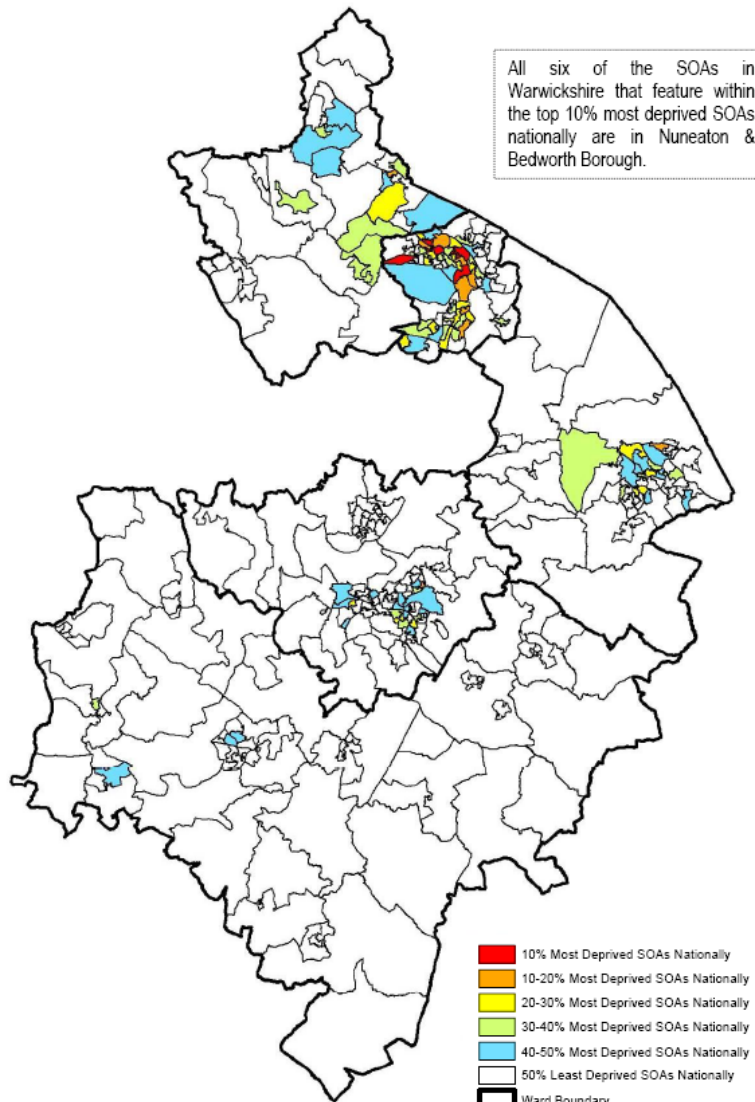 All six of the SOAs in
Warwickshire that feature within
the top 10% most deprived SOAs
nationally are in Nuneaton &
Bedworth Borough.
10% Most Deprived SOAs Nationally
10-20% Most Deprived SOAs Nationally
20-30% Most Deprived SOAs Nationally
30-40% Most Deprived SOAs Nationally
40-50% Most Deprived SOAs Nationally
50% Least Deprived SOAs Nationally
Ward Boundary